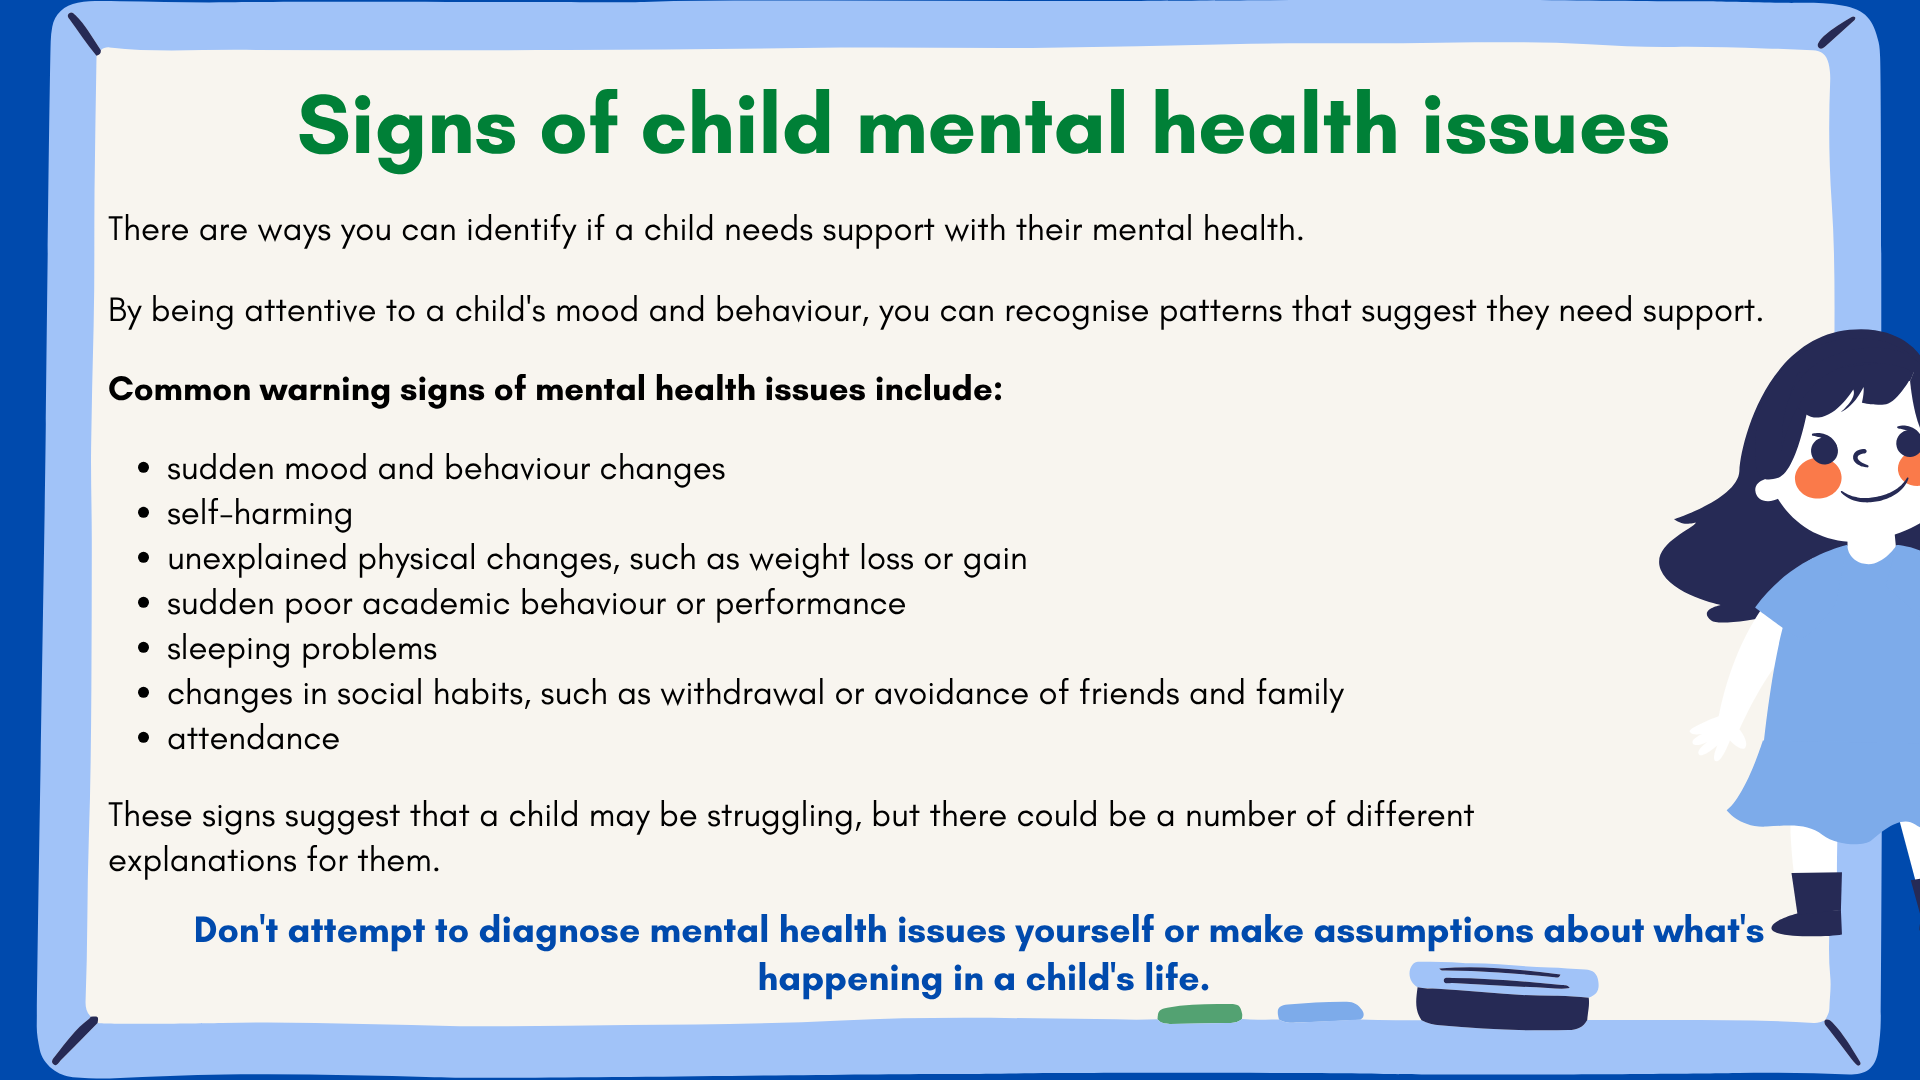 Signs of child mental health issues
There are ways you can identify if a child needs support with their mental health.
By being attentive to a child's mood and behaviour, you can recognise patterns that suggest they need support.
Common warning signs of mental health issues include:
• sudden mood and behaviour changes
• self-harming
• unexplained physical changes, such as weight loss or gain
• sudden poor academic behaviour or performance
• sleeping problems
• changes in social habits, such as withdrawal or avoidance of friends and family
• attendance
These signs suggest that a child may be struggling, but there could be a number of different
explanations for them.
Don't attempt to diagnose mental health issues yourself or make assumptions about what's
happening in a child's life.